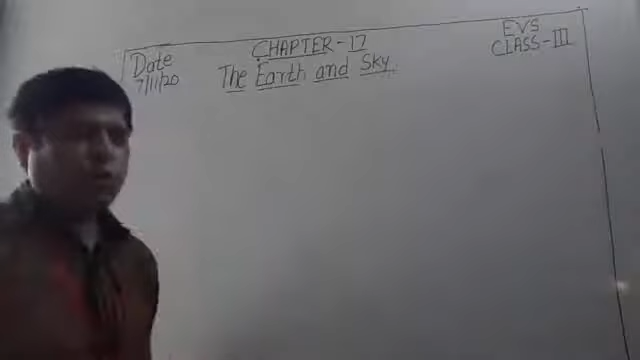 Date
7/11/20
CHAPTER-17
The Earth and Sky.
EVS
CLASS-III